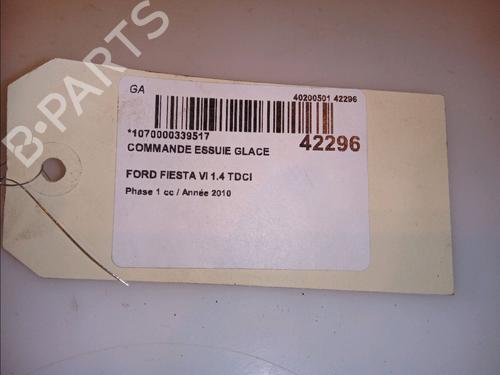 B-PARTS
GA
40200501 42296
*1070000339517
42296
COMMANDE ESSUIE GLACE
FORD FIESTA VI 1.4 TDCI
Phase 1 cc / Année 2010